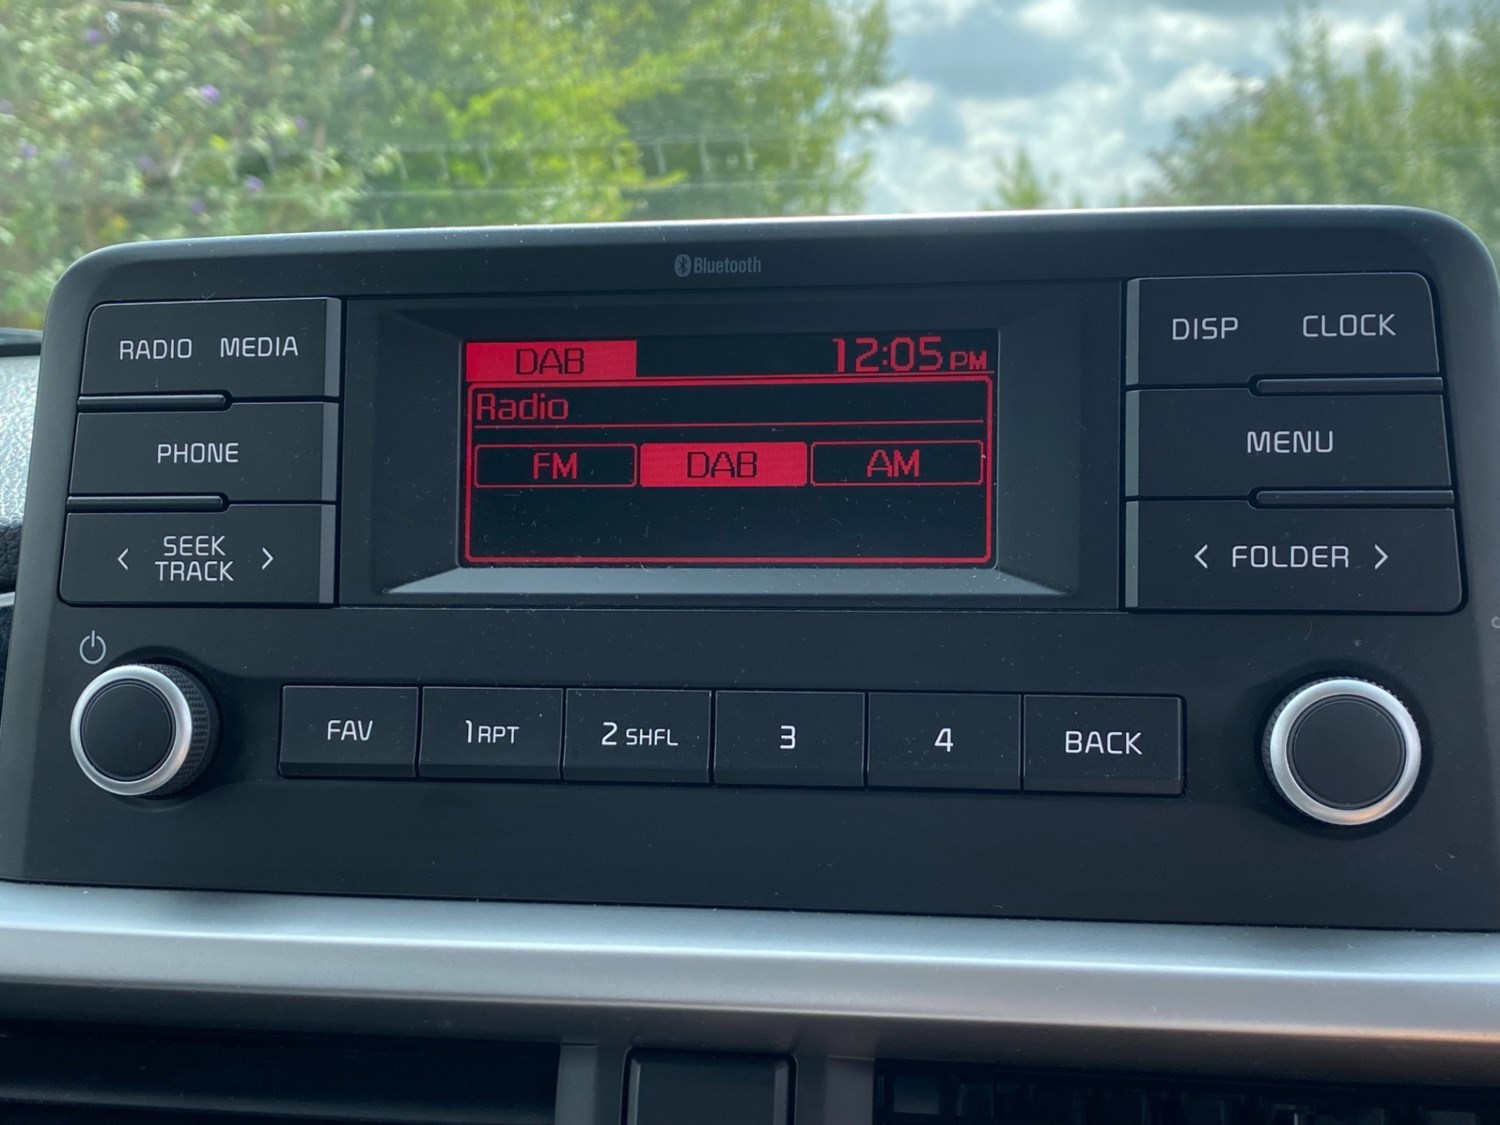 Bluetooth
RADIO MEDIA
PHONE
< SEEK TRACK >
DAB 12:05 PM
Radio
FM DAB AM
DISP CLOCK
MENU
< FOLDER >
FAV 1 RPT 2 SHFL 3 4 BACK